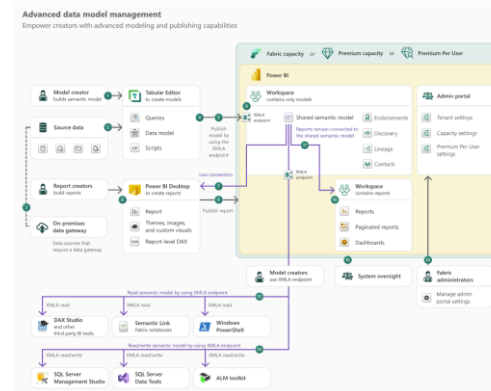 Advanced data model management
Empower creators with advanced modeling and publishing capabilities
Fabric capacity or Premium capacity or Premium Per User
Power BI
Model creator
builds semantic model
Tabular Editor
to create models
Queries
Data model
Scripts
Source data
Publish
model by
using the
XMLA
endpoint
XMLA
endpoint
Workspace
contains only models
Shared semantic model
Reports remain connected to
the shared semantic model
Endorsements
Discovery
Lineage
Contacts
Admin portal
Tenant settings
Capacity settings
Premium Per User
settings
XMLA
endpoint
Live connection
Report creators
build reports
Power BI Desktop
to create reports
Report
Themes, images,
and custom visuals
Report-level DAX
Publish report
On-premises
data gateway
Data sources that
require a data gateway
Workspace
contains reports
Reports
Paginated reports
Dashboards
Model creators
use XMLA endpoint
System oversight
Fabric
administrators
Manage admin
portal settings
Read semantic model by using XMLA endpoint
XMLA read
XMLA read
XMLA read
DAX Studio
and other
third party BI tools
Semantic Link
Fabric notebooks
Windows
PowerShell
Read/write semantic model by using XMLA endpoint
XMLA read/write
XMLA read/write
XMLA read/write
SQL Server
Management Studio
SQL Server
Data Tools
ALM toolkit